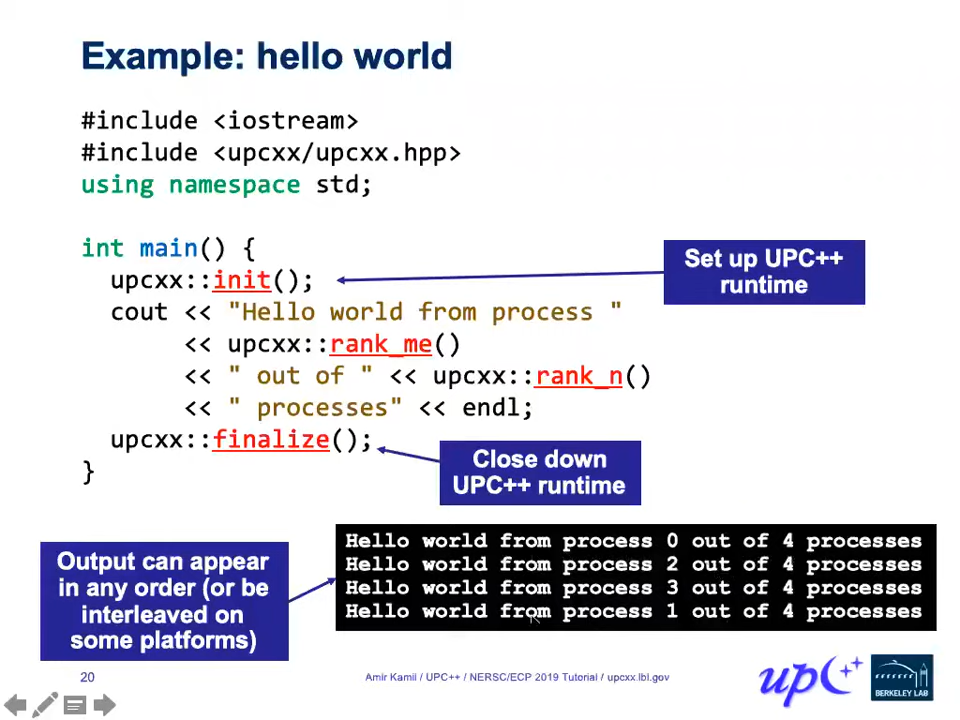 Example: hello world
#include <iostream>
#include <upcxx/upcxx.hpp>
using namespace std;
int main() {
upcxx::init();
Set up UPC++
runtime
cout << "Hello world from process "
<< upcxx::rank_me()
<< " out of " << upcxx::rank_n()
<< " processes" << endl;
upcxx::finalize();
Close down
UPC++ runtime
}
Output can appear
in any order (or be
interleaved on
some platforms)
Hello world from process 0 out of 4 processes
Hello world from process 2 out of 4 processes
Hello world from process 3 out of 4 processes
Hello world from process 1 out of 4 processes
20
Amir Kamil / UPC++ / NERSC/ECP 2019 Tutorial / upcxx.lbl.gov
upc++
BERKELEY LAB